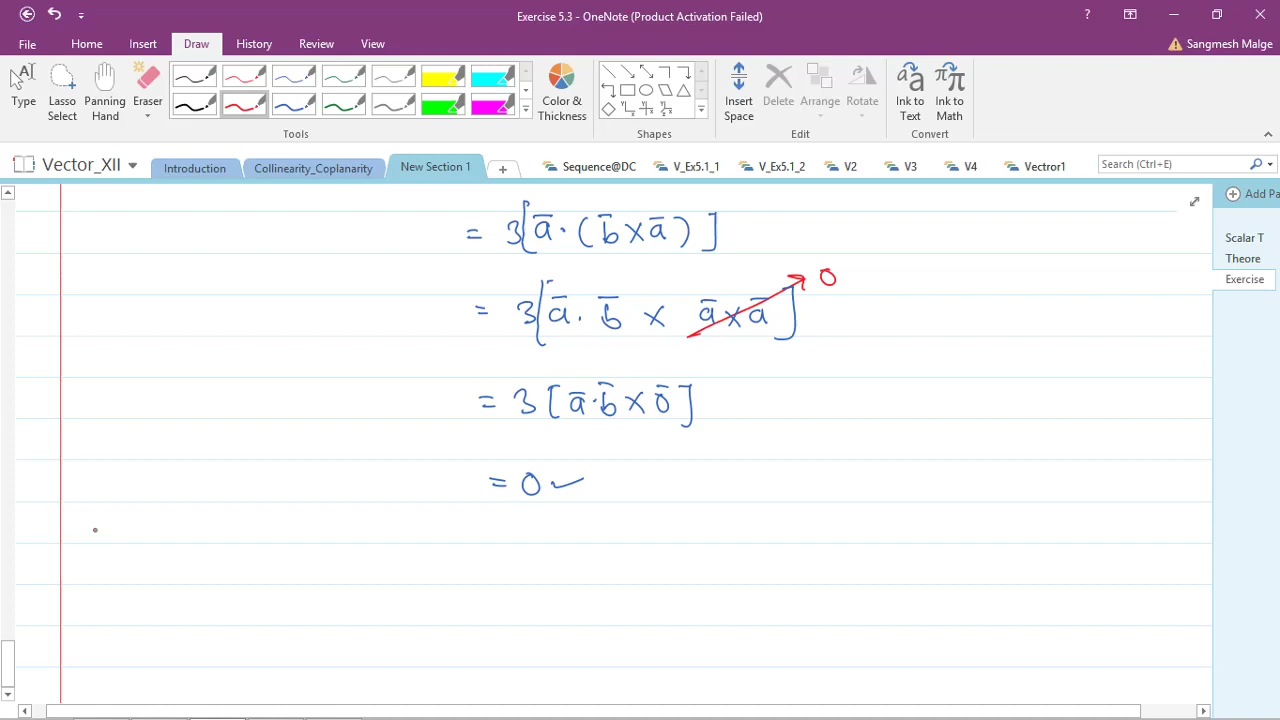 Exercise 5.3 - OneNote (Product Activation Failed)
File Home Insert Draw History Review View Sangmesh Malge
Type Lasso Select Panning Hand Eraser Color & Thickness Insert Space Delete Arrange Rotate Ink to Text Ink to Math
Tools Shapes Edit Convert
Vector_XII Introduction Collinearity_Coplanarity New Section 1 Sequence@DC V_Ex5.1_1 V_Ex5.1_2 V2 V3 V4 Vectror1 Search (Ctrl+E)
Add Pa
Scalar T
Theore
Exercise
= 3[a̅·(b̅×a̅)]
= 3[a̅·b̅ × a̅×a̅] 0
= 3[a̅·b̅×0̅]
= 0 ✓